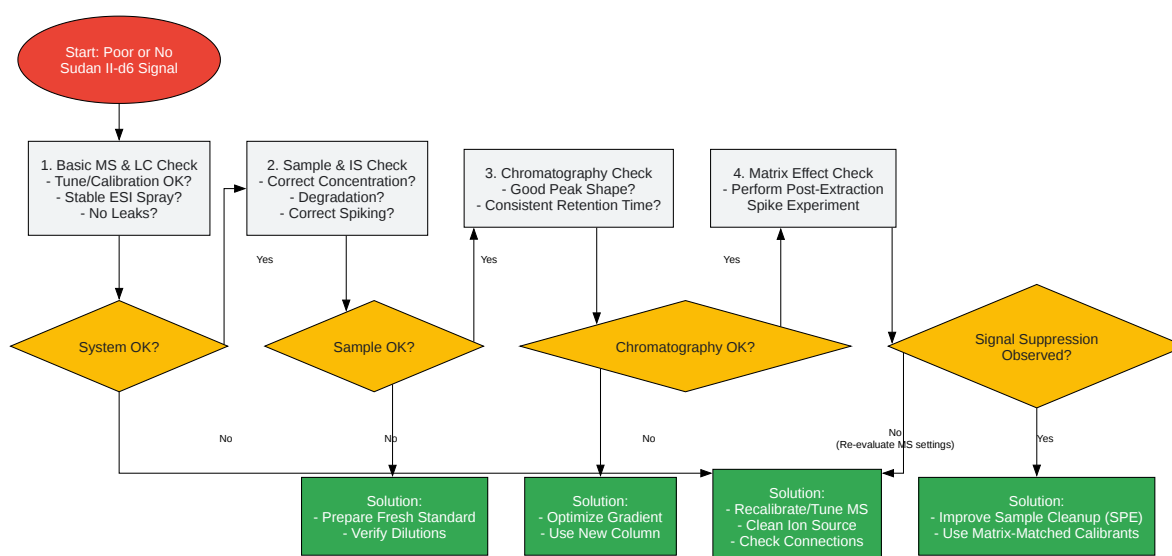 Start: Poor or No
Sudan II-d6 Signal
1. Basic MS & LC Check
- Tune/Calibration OK?
- Stable ESI Spray?
- No Leaks?
2. Sample & IS Check
- Correct Concentration?
- Degradation?
- Correct Spiking?
3. Chromatography Check
- Good Peak Shape?
- Consistent Retention Time?
4. Matrix Effect Check
- Perform Post-Extraction
Spike Experiment
Yes
Yes
Yes
System OK?
Sample OK?
Chromatography OK?
Signal Suppression
Observed?
No
No
No
No
(Re-evaluate MS settings)
Yes
Solution:
- Prepare Fresh Standard
- Verify Dilutions
Solution:
- Optimize Gradient
- Use New Column
Solution:
- Recalibrate/Tune MS
- Clean Ion Source
- Check Connections
Solution:
- Improve Sample Cleanup (SPE)
- Use Matrix-Matched Calibrants